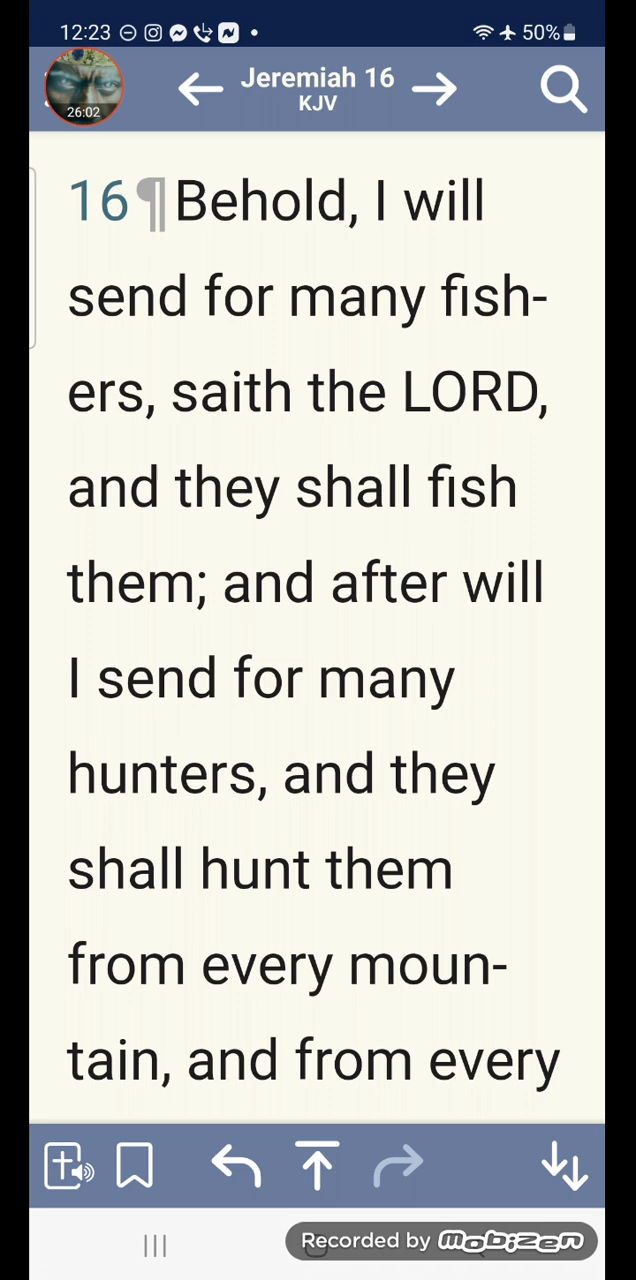 12:23
50%
26:02
Jeremiah 16
KJV
16 ¶ Behold, I will
send for many fish-
ers, saith the LORD,
and they shall fish
them; and after will
I send for many
hunters, and they
shall hunt them
from every moun-
tain, and from every
Recorded by mobizen